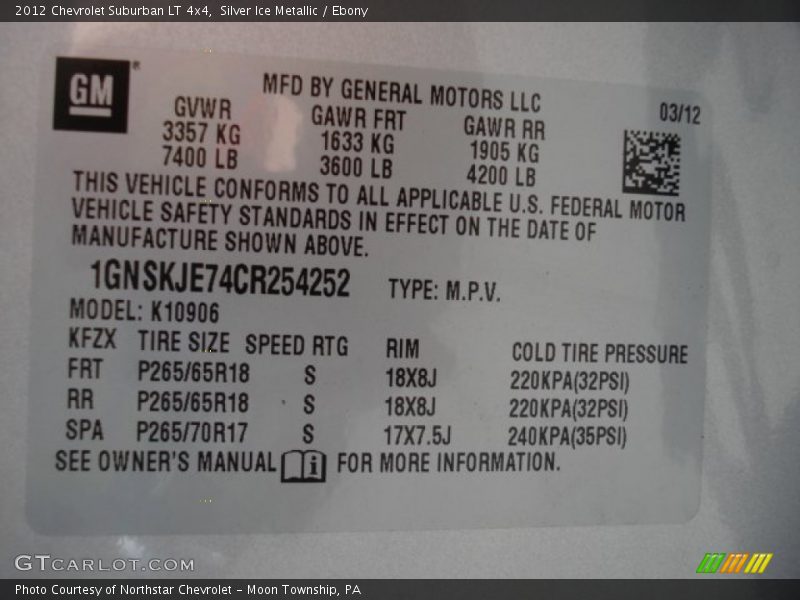 2012 Chevrolet Suburban LT 4x4, Silver Ice Metallic / Ebony
GM®
MFD BY GENERAL MOTORS LLC
03/12
GVWR GAWR FRT GAWR RR
3357 KG 1633 KG 1905 KG
7400 LB 3600 LB 4200 LB
THIS VEHICLE CONFORMS TO ALL APPLICABLE U.S. FEDERAL MOTOR
VEHICLE SAFETY STANDARDS IN EFFECT ON THE DATE OF
MANUFACTURE SHOWN ABOVE.
1GNSKJE74CR254252 TYPE: M.P.V.
MODEL: K10906
KFZX TIRE SIZE SPEED RTG RIM COLD TIRE PRESSURE
FRT P265/65R18 S 18X8J 220KPA(32PSI)
RR P265/65R18 S 18X8J 220KPA(32PSI)
SPA P265/70R17 S 17X7.5J 240KPA(35PSI)
SEE OWNER'S MANUAL i FOR MORE INFORMATION.
GTCARLOT.COM
Photo Courtesy of Northstar Chevrolet - Moon Township, PA